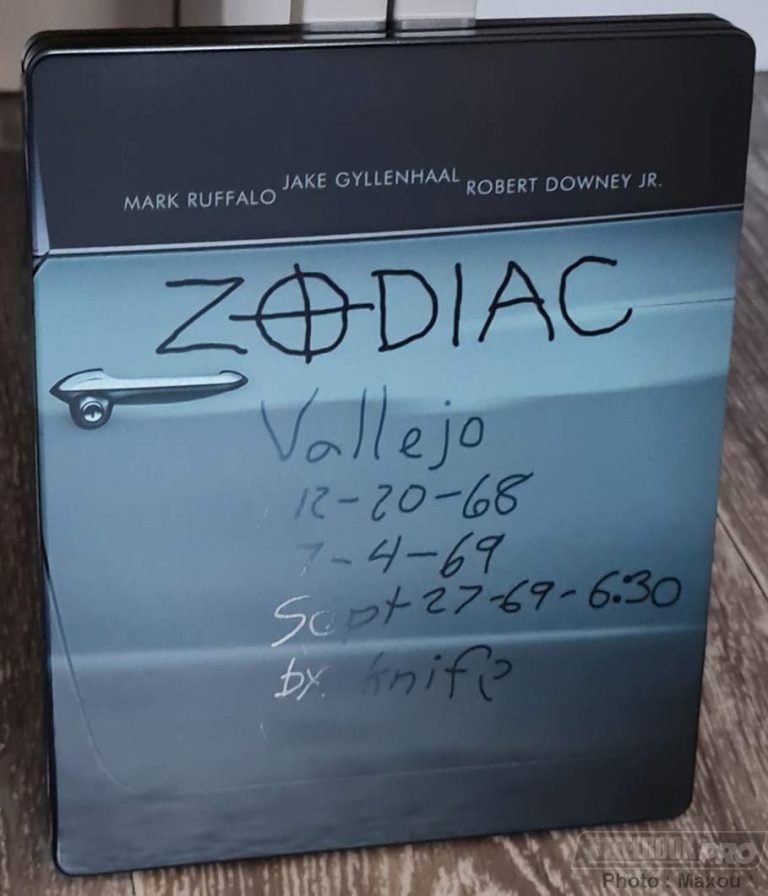 MARK RUFFALO JAKE GYLLENHAAL ROBERT DOWNEY JR.
ZODIAC
Vallejo
12-20-68
7-4-69
Sept 27-69-6:30
by knife
Photo : Maxou